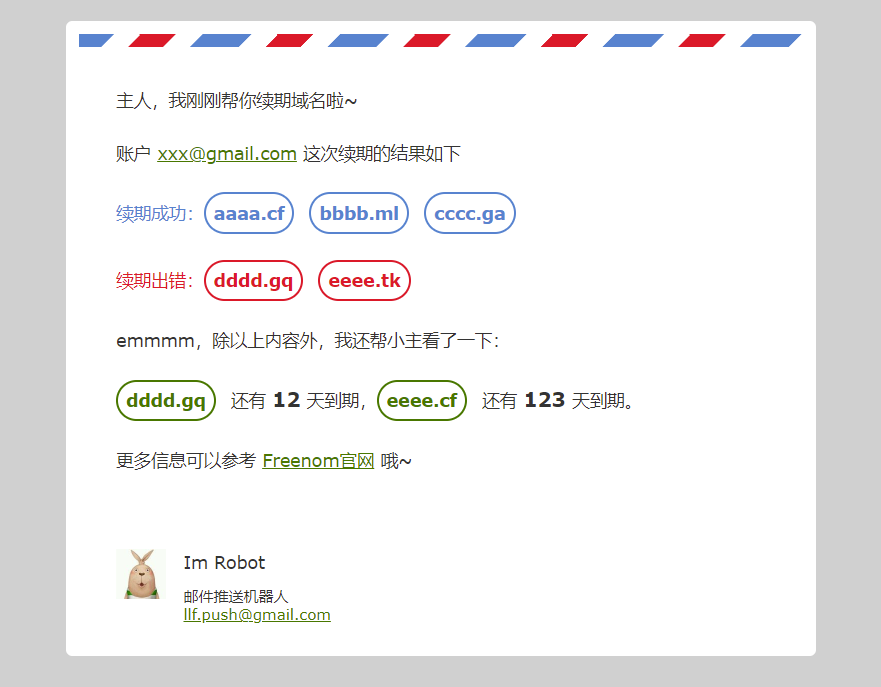 主人，我刚刚帮你续期域名啦~
账户 xxx@gmail.com 这次续期的结果如下
续期成功： aaaa.cf bbbb.ml cccc.ga
续期出错： dddd.gq eeee.tk
emmmm，除以上内容外，我还帮小主看了一下：
dddd.gq 还有 12 天到期， eeee.cf 还有 123 天到期。
更多信息可以参考 Freenom官网 哦~
Im Robot
邮件推送机器人
llf.push@gmail.com